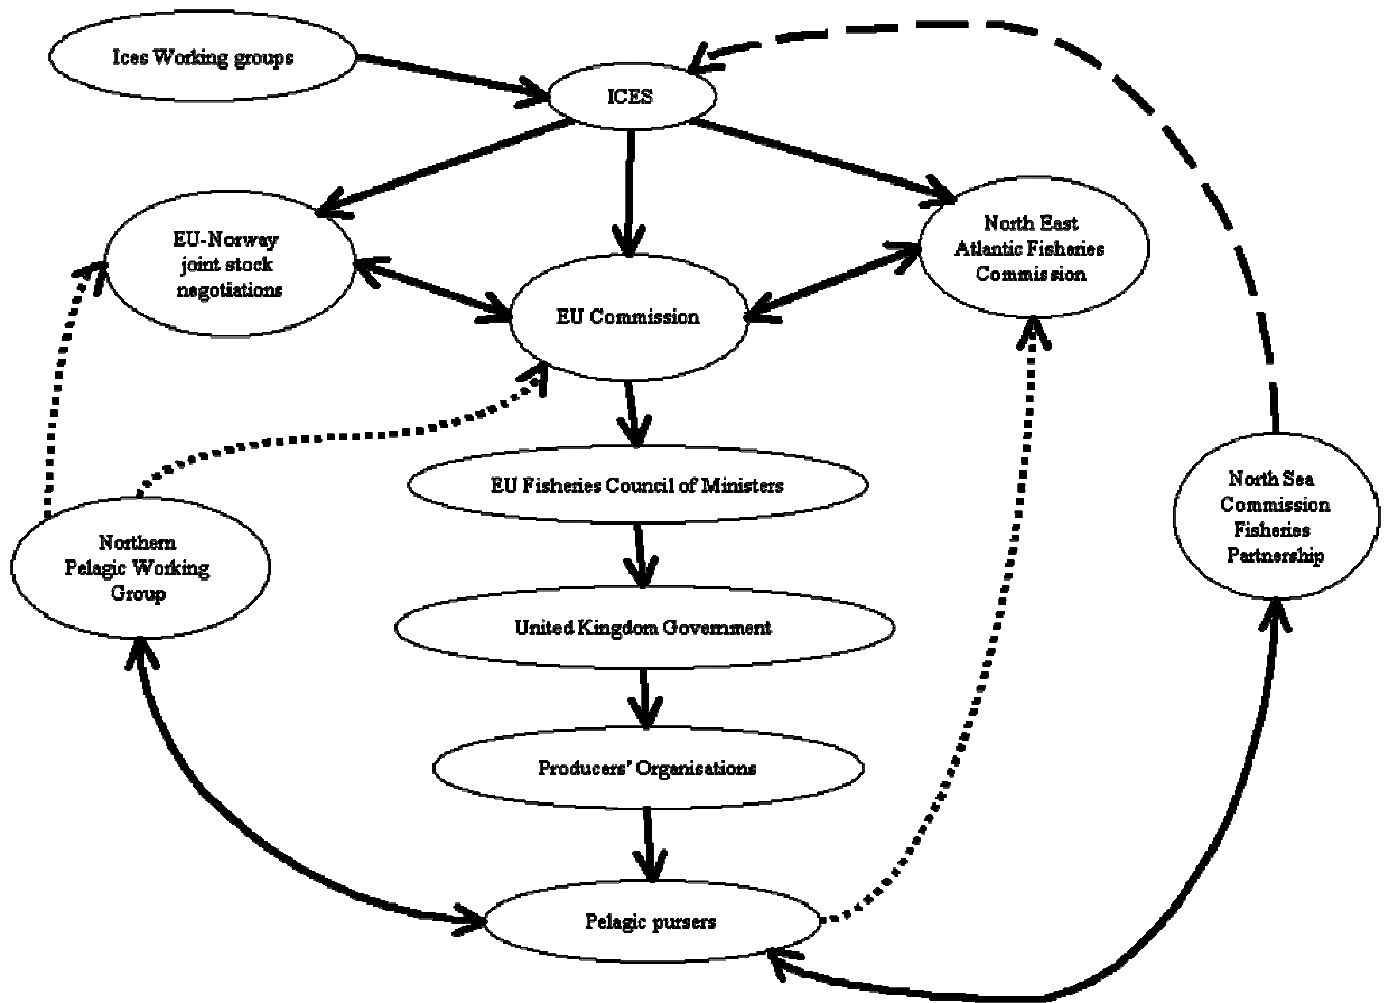 Ices Working groups
ICES
EU-Norway
joint stock
negotiations
North East
Atlantic Fisheries
Commission
EU Commission
EU Fisheries Council of Ministers
North Sea
Commission
Fisheries
Partnership
Northern
Pelagic Working
Group
United Kingdom Government
Producers' Organisations
Pelagic pursers